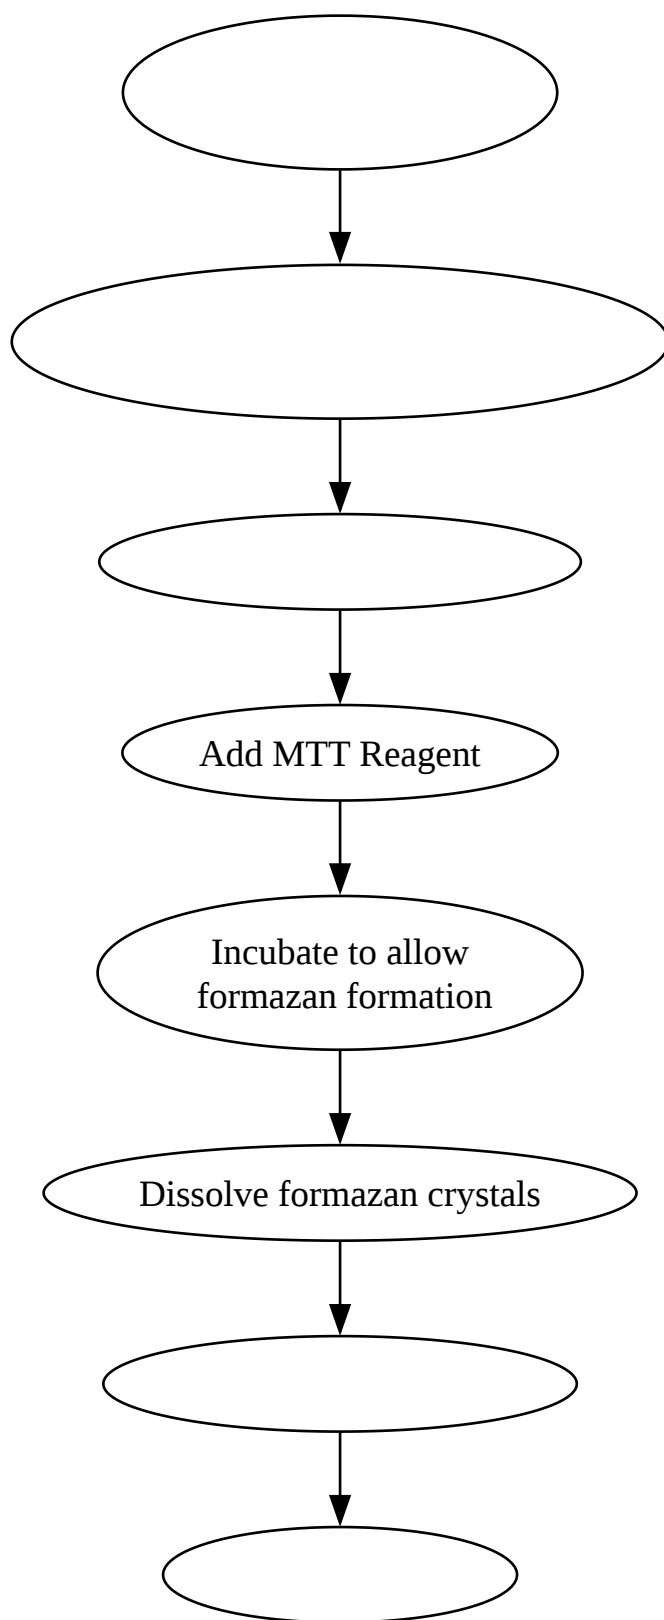 Add MTT Reagent
Incubate to allow
formazan formation
Dissolve formazan crystals